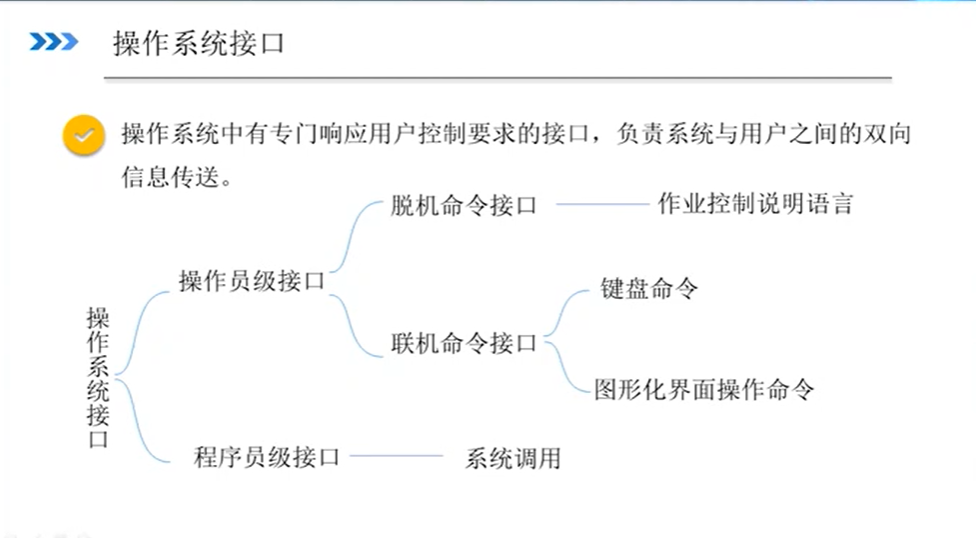 操作系统接口
操作系统中有专门响应用户控制要求的接口，负责系统与用户之间的双向
信息传送。
脱机命令接口
作业控制说明语言
操作员级接口
键盘命令
操作系统接口
联机命令接口
图形化界面操作命令
程序员级接口
系统调用